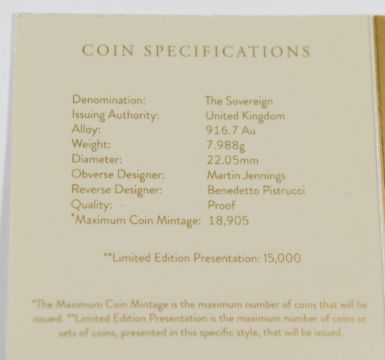 COIN SPECIFICATIONS
Denomination: The Sovereign
Issuing Authority: United Kingdom
Alloy: 916.7 Au
Weight: 7.988g
Diameter: 22.05mm
Obverse Designer: Martin Jennings
Reverse Designer: Benedetto Pistrucci
Quality: Proof
*Maximum Coin Mintage: 18,905
**Limited Edition Presentation: 15,000
*The Maximum Coin Mintage is the maximum number of coins that will be
issued. **Limited Edition Presentation is the maximum number of coins or
sets of coins, presented in this specific style, that will be issued.